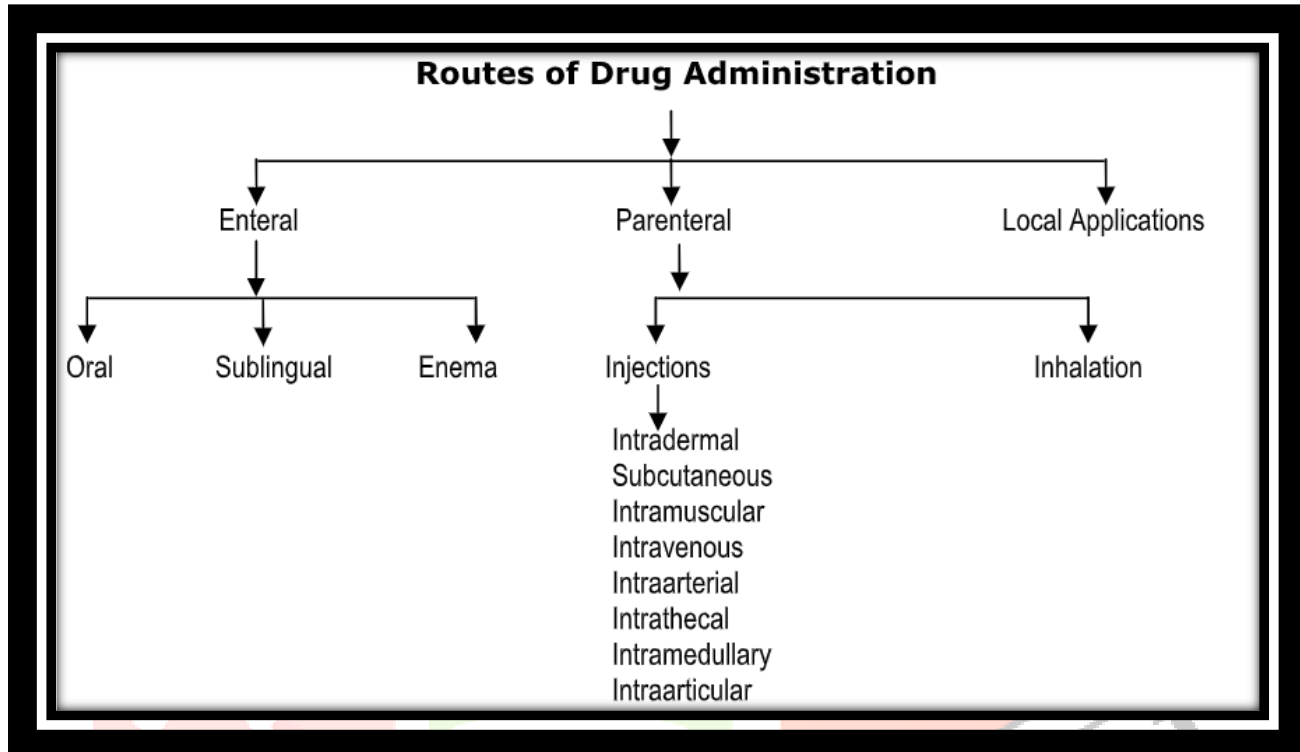 Routes of Drug Administration
Enteral Parenteral Local Applications
Oral Sublingual Enema Injections Inhalation
Intradermal
Subcutaneous
Intramuscular
Intravenous
Intraarterial
Intrathecal
Intramedullary
Intraarticular